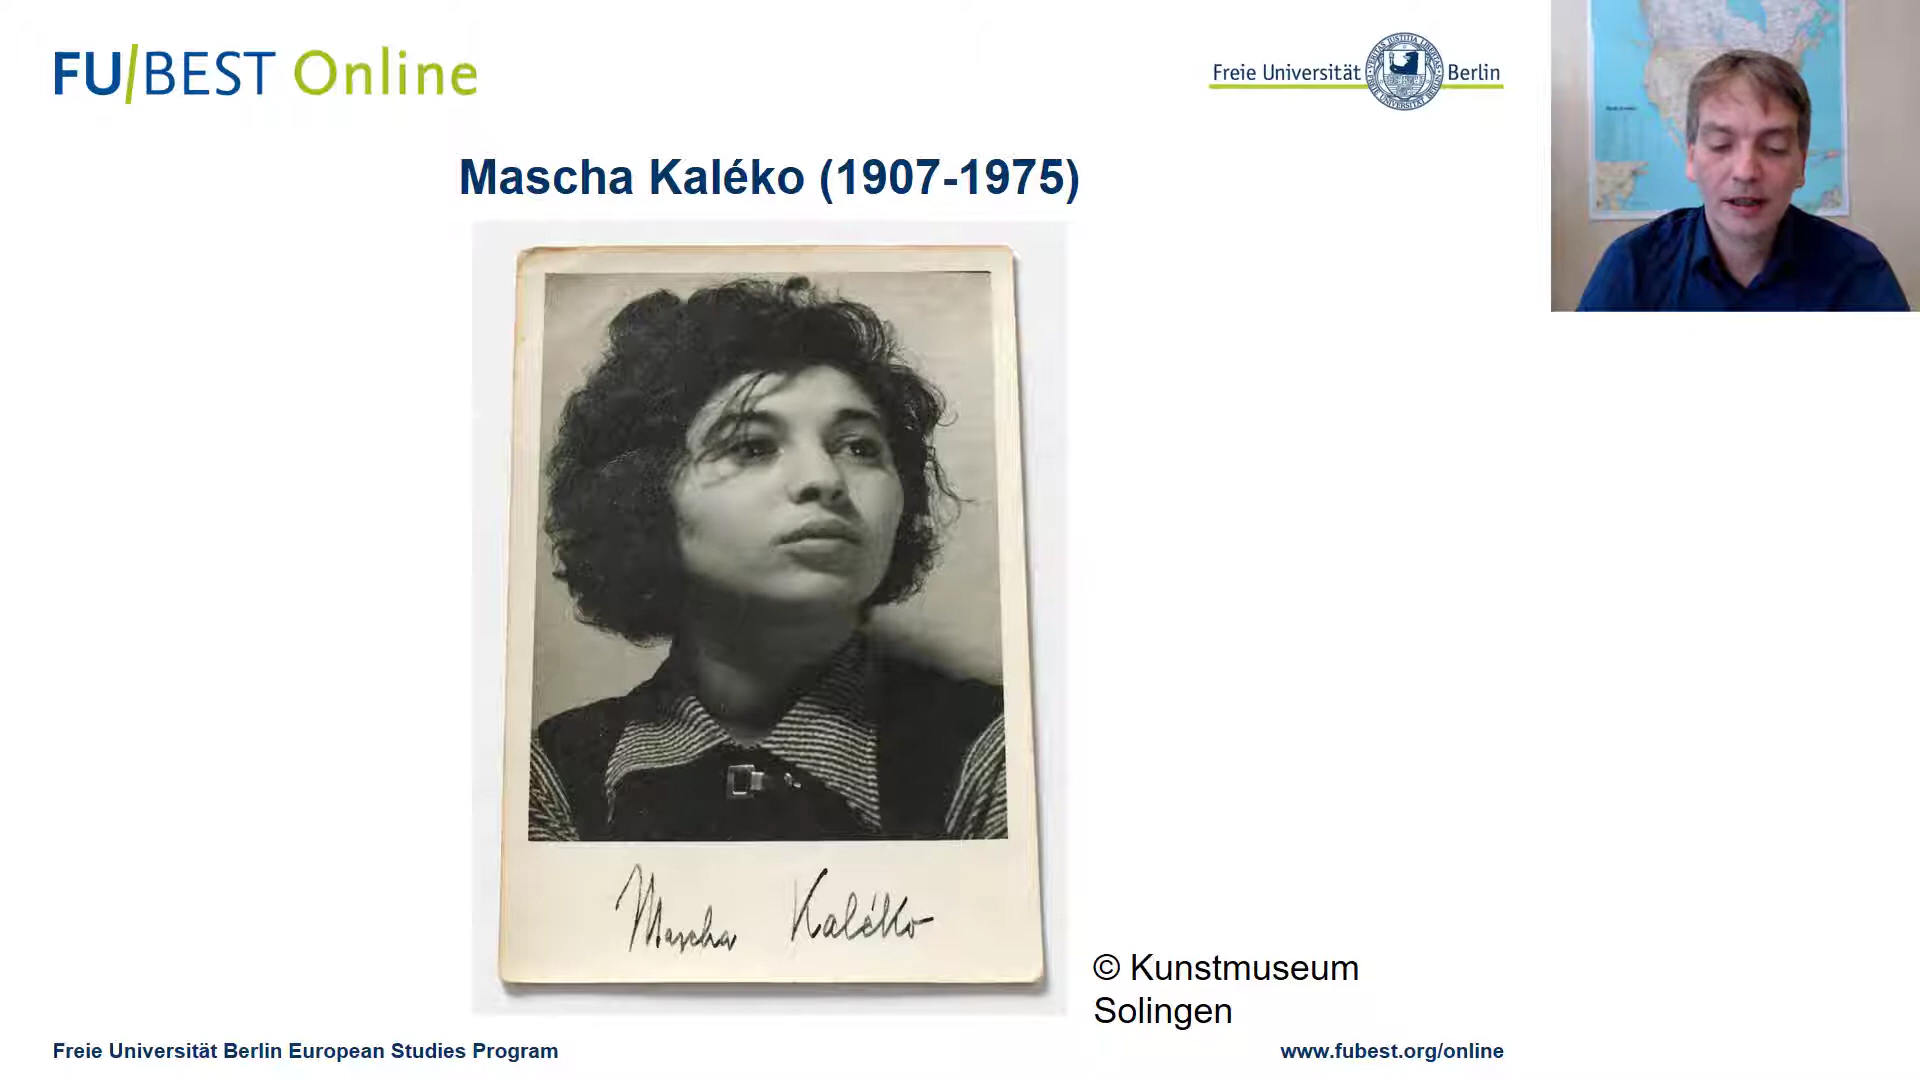 FU/BEST Online
Freie Universität Berlin
Mascha Kaléko (1907-1975)
Mascha Kaléko
© Kunstmuseum
Solingen
Freie Universität Berlin European Studies Program
www.fubest.org/online